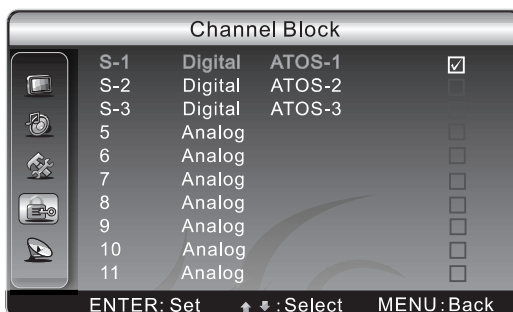 Channel Block
S-1 Digital ATOS-1
S-2 Digital ATOS-2
S-3 Digital ATOS-3
5 Analog
6 Analog
7 Analog
8 Analog
9 Analog
10 Analog
11 Analog
ENTER: Set :Select MENU:Back